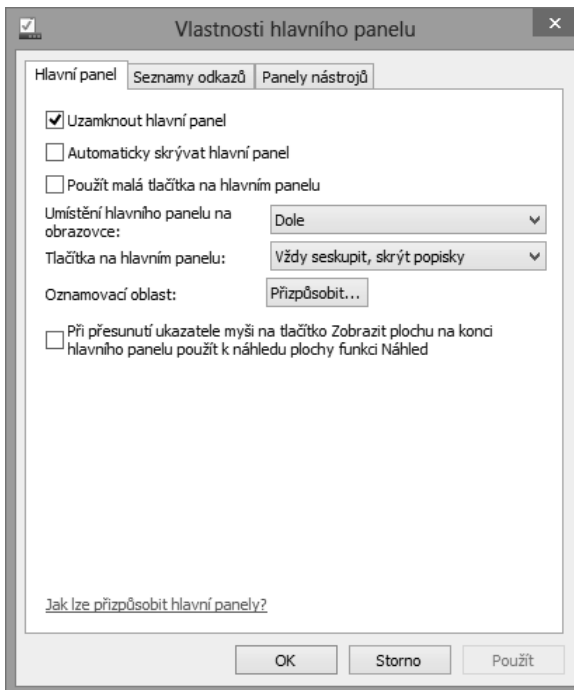 Vlastnosti hlavního panelu
Hlavní panel
Seznamy odkazů
Panely nástrojů
Uzamknout hlavní panel
Automaticky skrývat hlavní panel
Použít malá tlačítka na hlavním panelu
Umístění hlavního panelu na
obrazovce:
Dole
Tlačítka na hlavním panelu:
Vždy seskupit, skrýt popisky
Oznamovací oblast:
Přizpůsobit...
Při přesunutí ukazatele myši na tlačítko Zobrazit plochu na konci
hlavního panelu použít k náhledu plochy funkci Náhled
Jak lze přizpůsobit hlavní panely?
OK
Storno
Použít